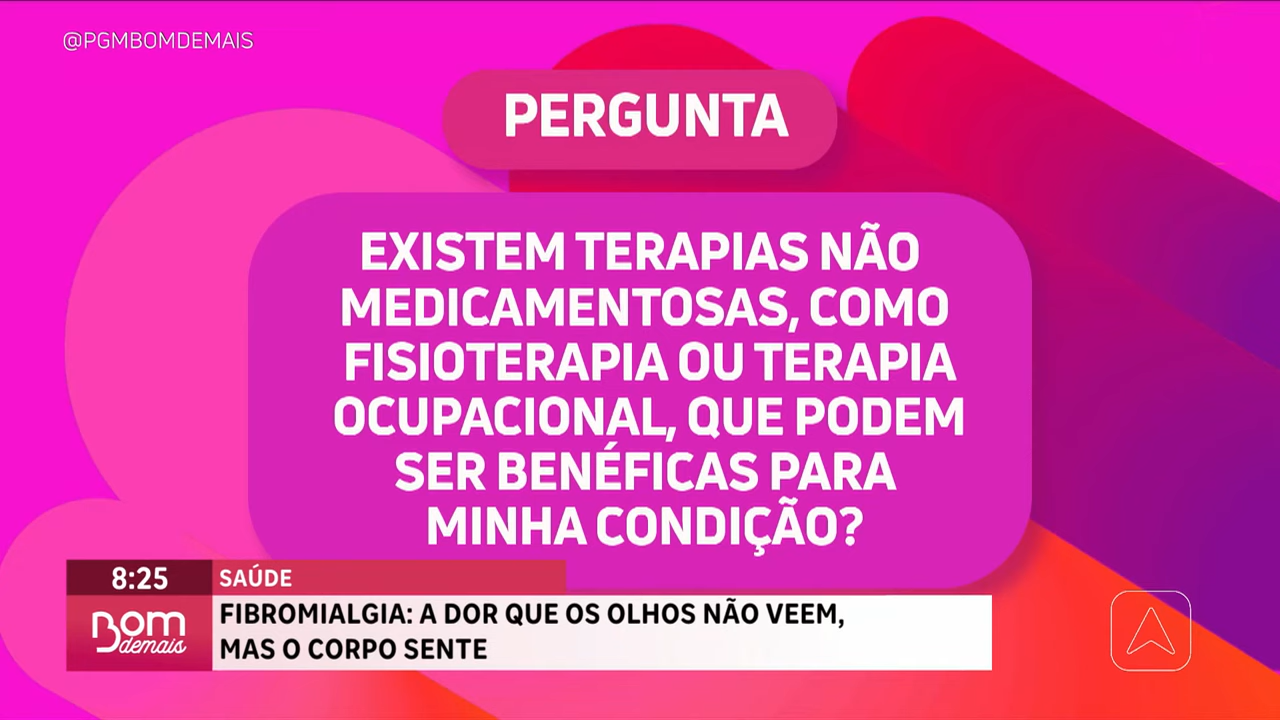 @PGMBOMDEMAIS
PERGUNTA
EXISTEM TERAPIAS NÃO
MEDICAMENTOSAS, COMO
FISIOTERAPIA OU TERAPIA
OCUPACIONAL, QUE PODEM
SER BENÉFICAS PARA
MINHA CONDIÇÃO?
8:25
SAÚDE
Bom
demais
FIBROMIALGIA: A DOR QUE OS OLHOS NÃO VEEM,
MAS O CORPO SENTE